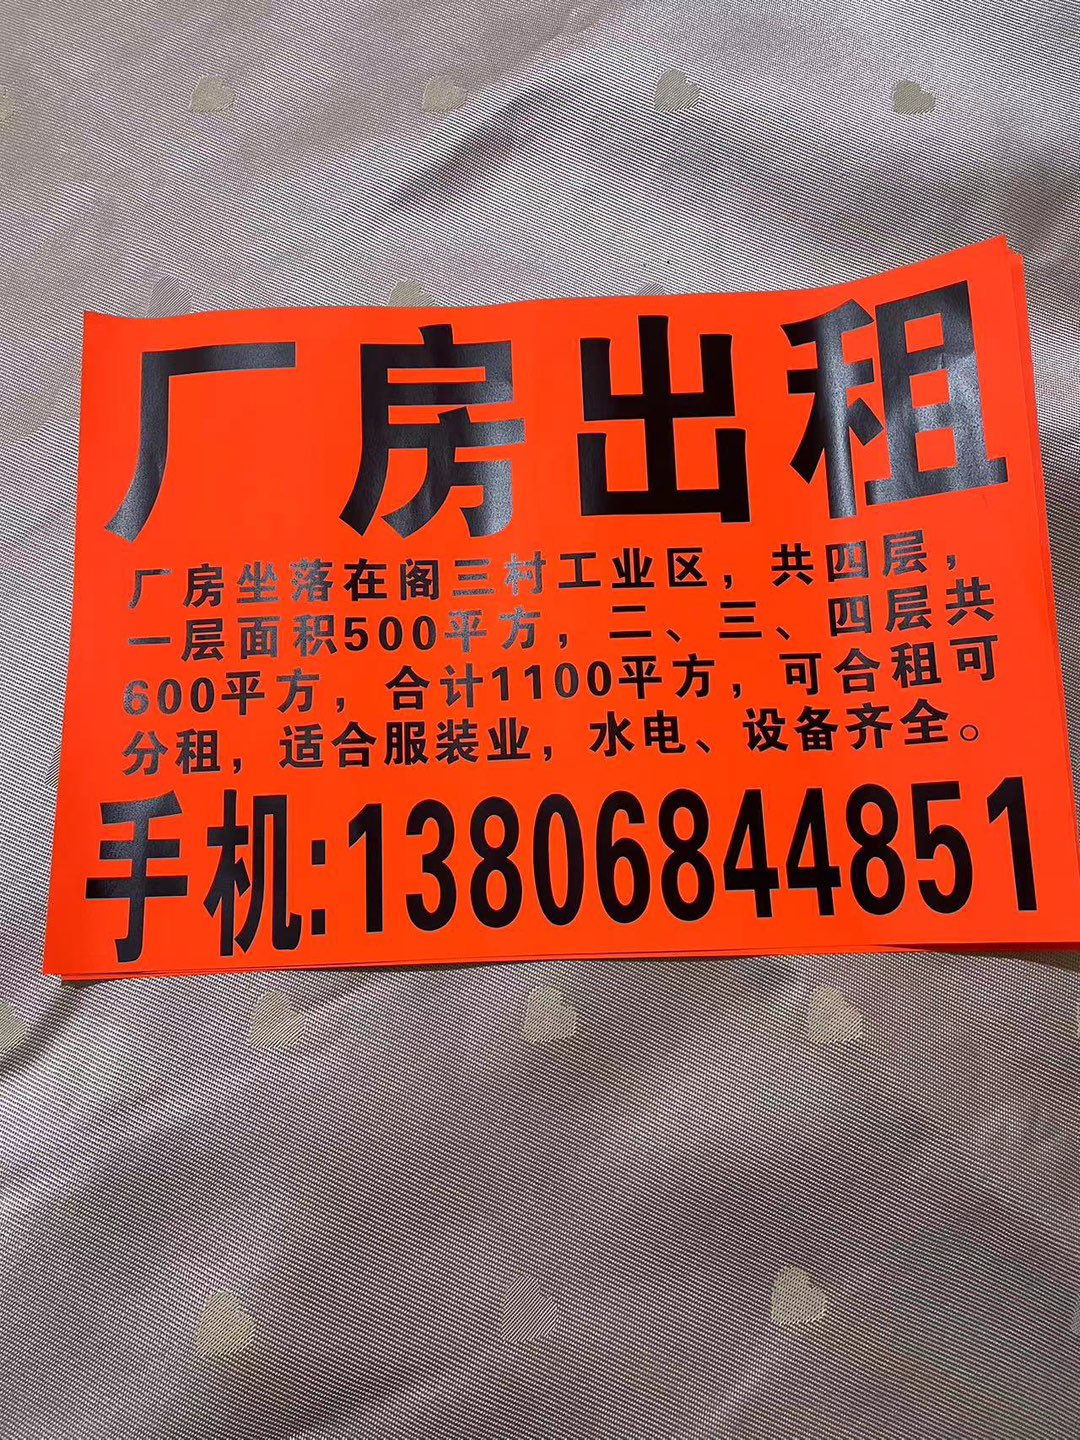 厂房出租
厂房坐落在阁三村工业区，共四层，
一层面积500平方，二、三、四层共
600平方，合计1100平方，可合租可
分租，适合服装业，水电、设备齐全。
手机:13806844851